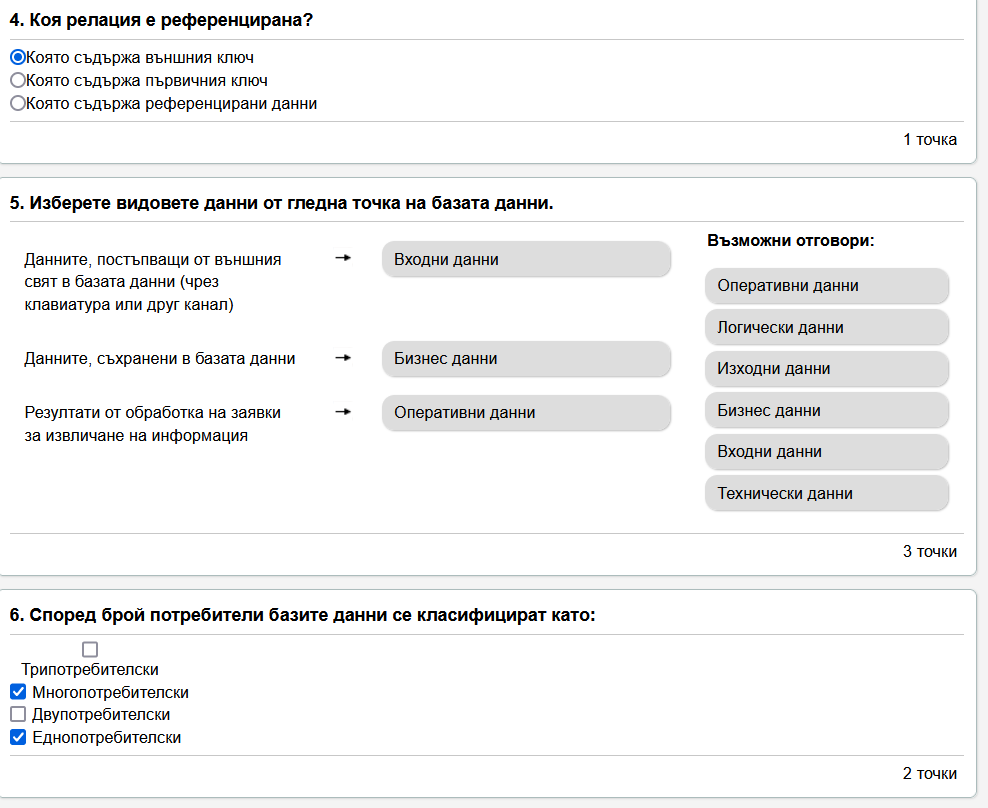 4. Коя релация е референцирана?
Която съдържа външния ключ
Която съдържа първичния ключ
Която съдържа референцирани данни
1 точка
5. Изберете видовете данни от гледна точка на базата данни.
Данните, постъпващи от външния
свят в базата данни (чрез
клавиатура или друг канал)
Входни данни
Данните, съхранени в базата данни
Бизнес данни
Резултати от обработка на заявки
за извличане на информация
Оперативни данни
Възможни отговори:
Оперативни данни
Логически данни
Изходни данни
Бизнес данни
Входни данни
Технически данни
3 точки
6. Според брой потребители базите данни се класифицират като:
Трипотребителски
Многопотребителски
Двупотребителски
Еднопотребителски
2 точки